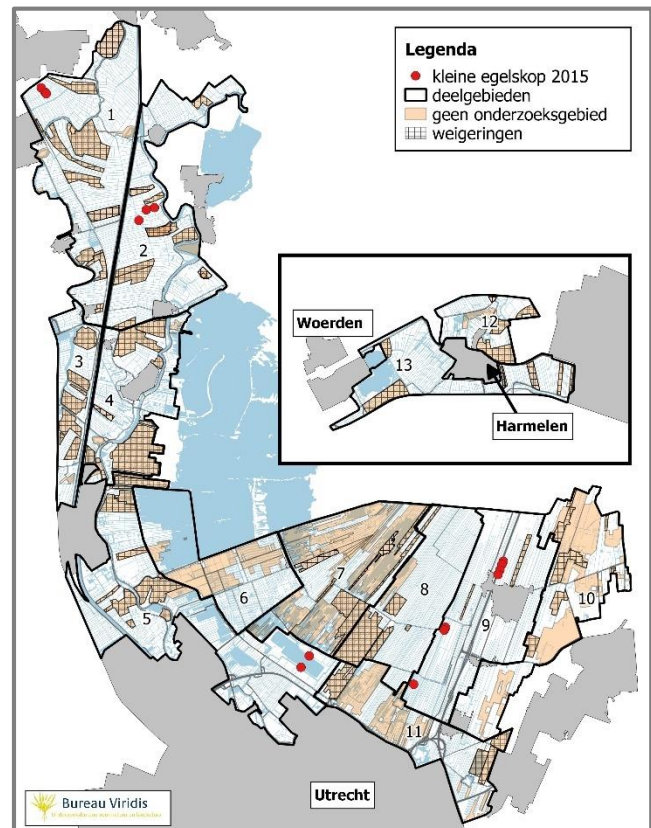 Legenda
kleine egelskop 2015
deelgebieden
geen onderzoeksgebied
weigeringen
1
2
3
4
Woerden
12
13
Harmelen
5
6
7
8
9
10
11
Utrecht
Bureau Viridis